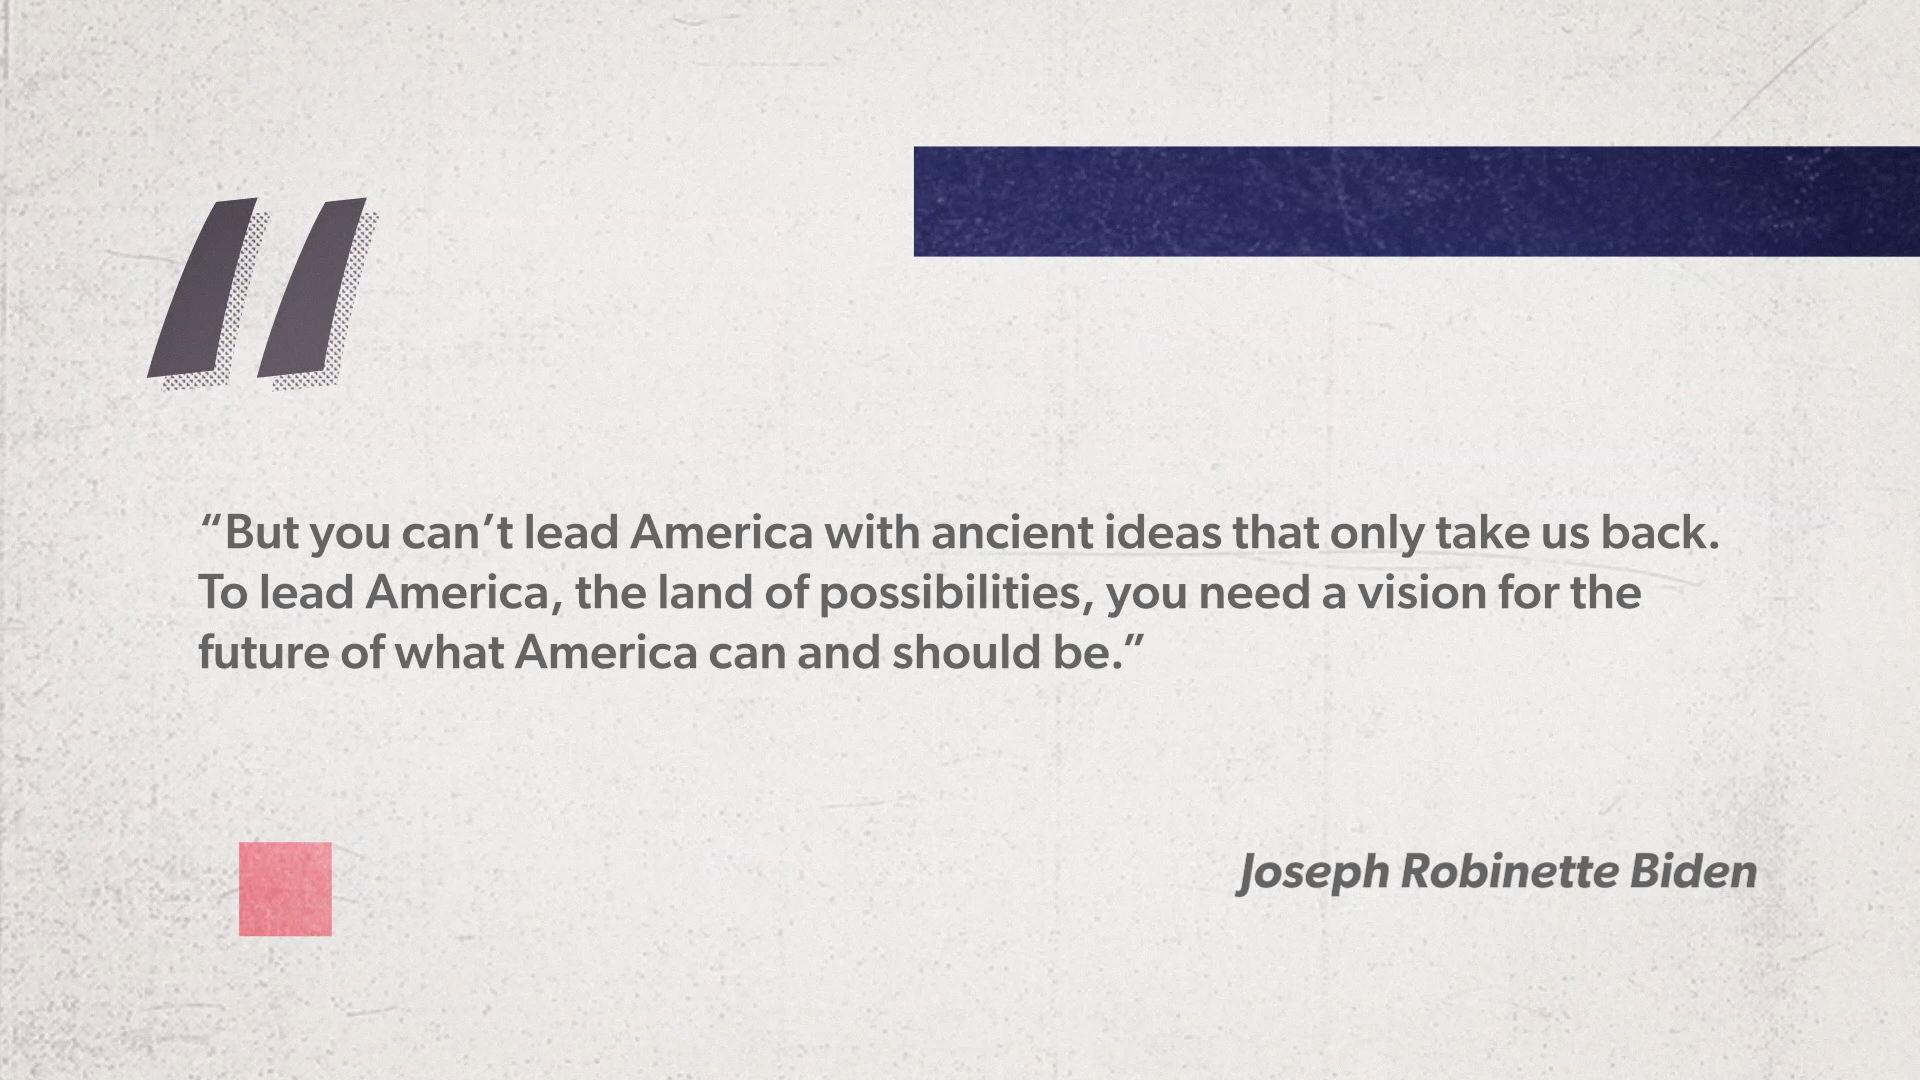 “But you can’t lead America with ancient ideas that only take us back.
To lead America, the land of possibilities, you need a vision for the
future of what America can and should be.”
Joseph Robinette Biden